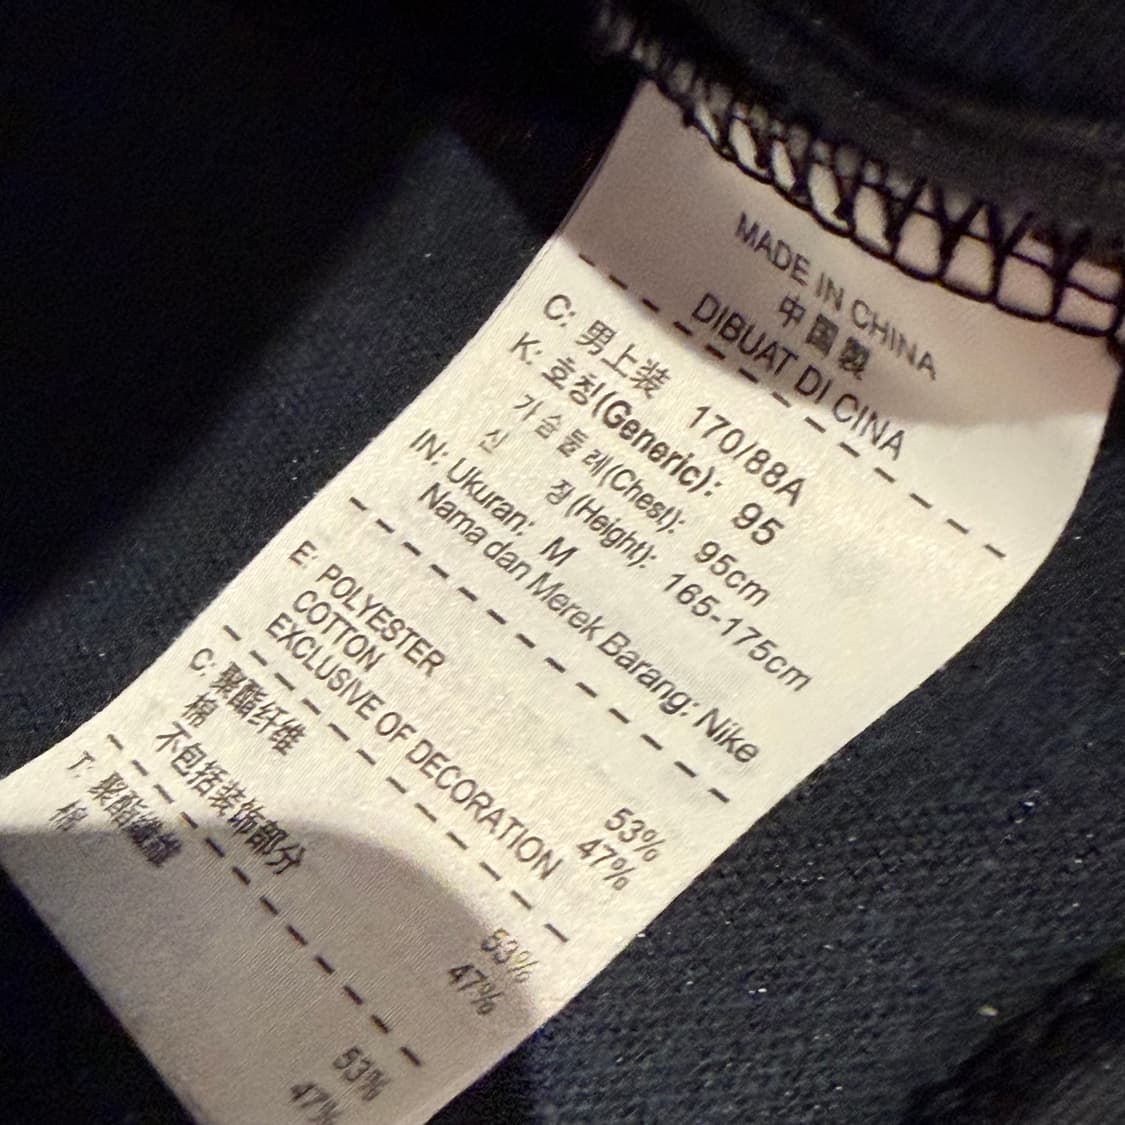 MADE IN CHINA
中国製
DIBUAT DI CINA
C: 男上装 170/88A
K: 호칭(Generic): 95
가슴둘레(Chest): 95cm
신 장(Height): 165-175cm
IN: Ukuran: M
Nama dan Merek Barang: Nike
E: POLYESTER 53%
COTTON 47%
EXCLUSIVE OF DECORATION
C: 聚酯纤维 53%
棉 47%
不包括装饰部分
T: 聚酯纖維 53%
棉 47%